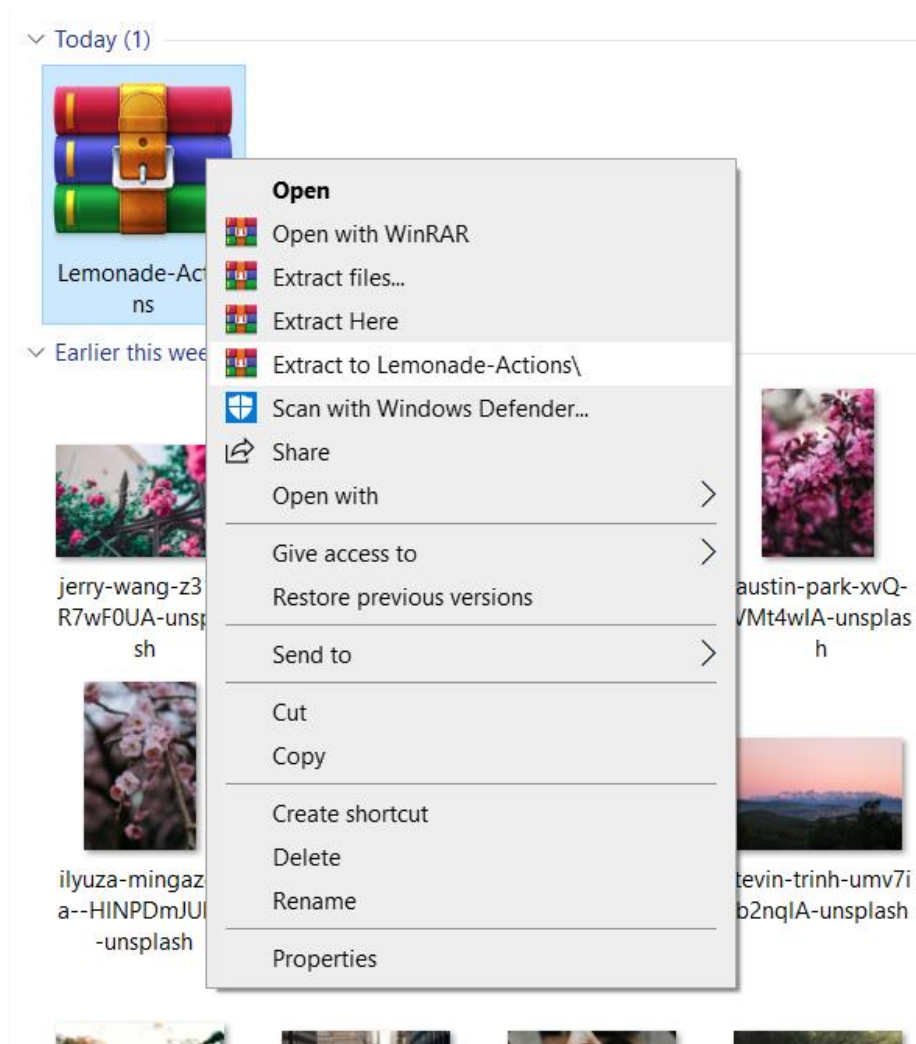 Today (1)
Lemonade-Act
ns
Open
Open with WinRAR
Extract files...
Extract Here
Extract to Lemonade-Actions\
Scan with Windows Defender...
Share
Open with
Give access to
Restore previous versions
Send to
Cut
Copy
Create shortcut
Delete
Rename
Properties
Earlier this wee
jerry-wang-z3
R7wF0UA-unsp
sh
austin-park-xvQ-
VMt4wIA-unsplas
h
ilyuza-mingaz
a--HINPDmJU
-unsplash
tevin-trinh-umv7i
b2nqIA-unsplash